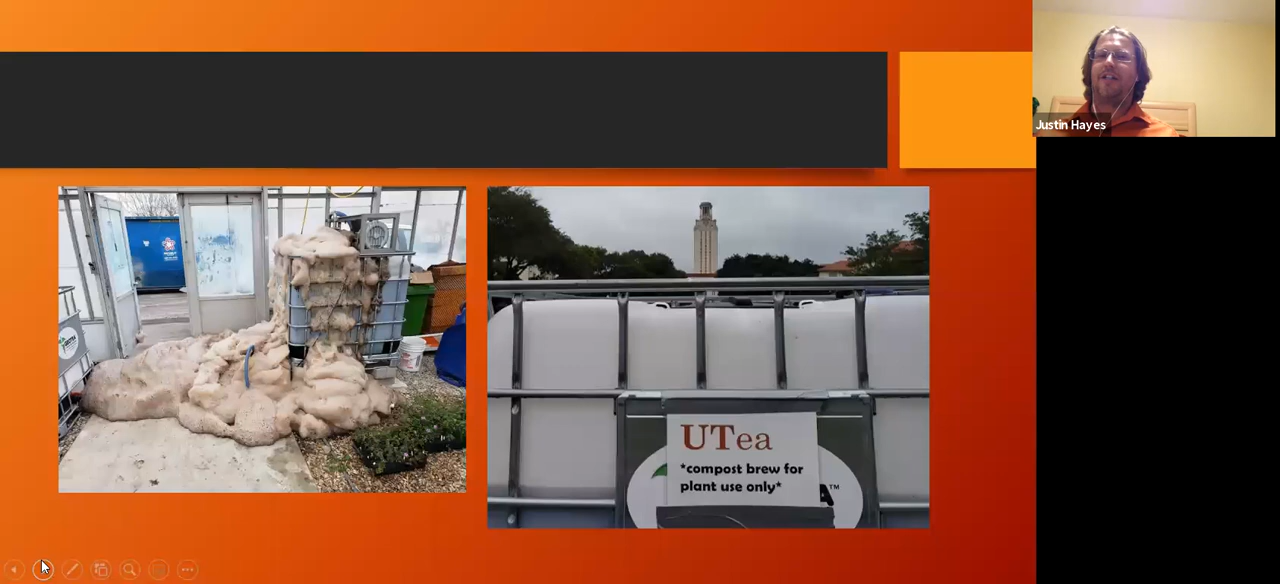 Justin Hayes
UTea
*compost brew for
plant use only*